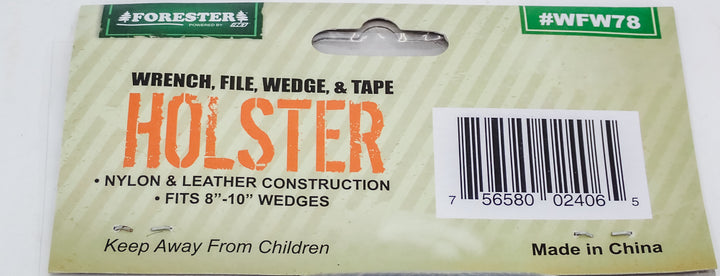 FORESTER
POWERED BY
#WFW78
WRENCH, FILE, WEDGE, & TAPE
HOLSTER
• NYLON & LEATHER CONSTRUCTION
• FITS 8"-10" WEDGES
7 56580 02406 5
Keep Away From Children
Made in China